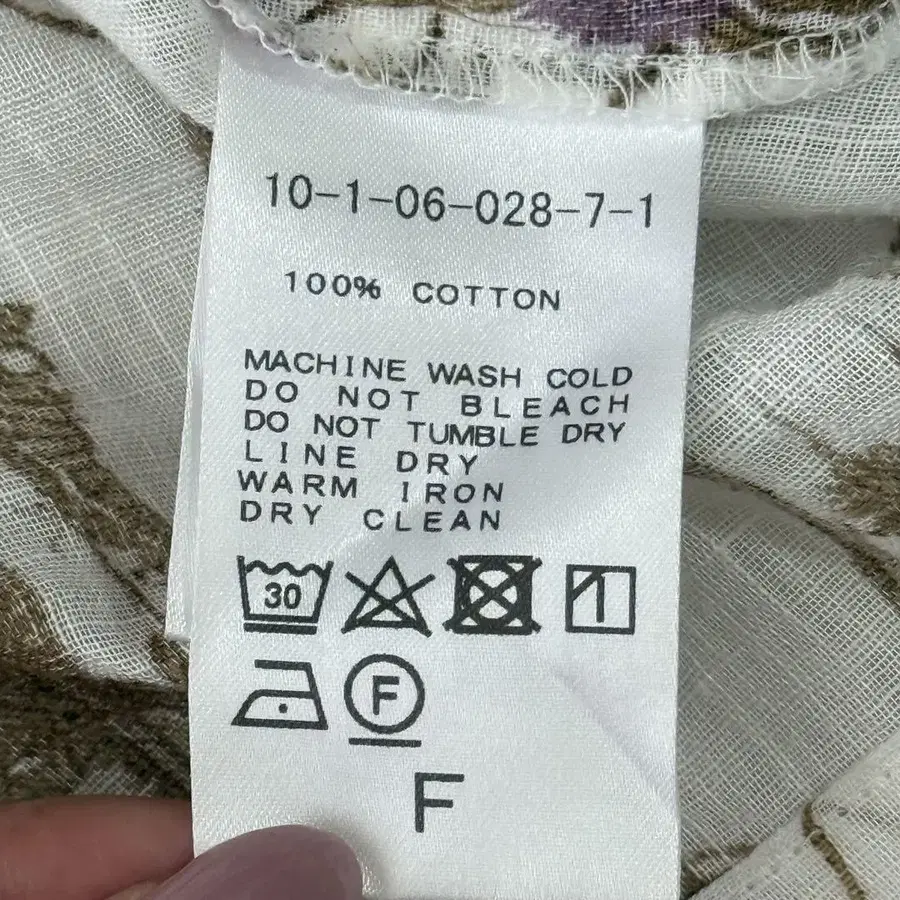 10-1-06-028-7-1
100% COTTON
MACHINE WASH COLD
DO NOT BLEACH
DO NOT TUMBLE DRY
LINE DRY
WARM IRON
DRY CLEAN
30
F
F